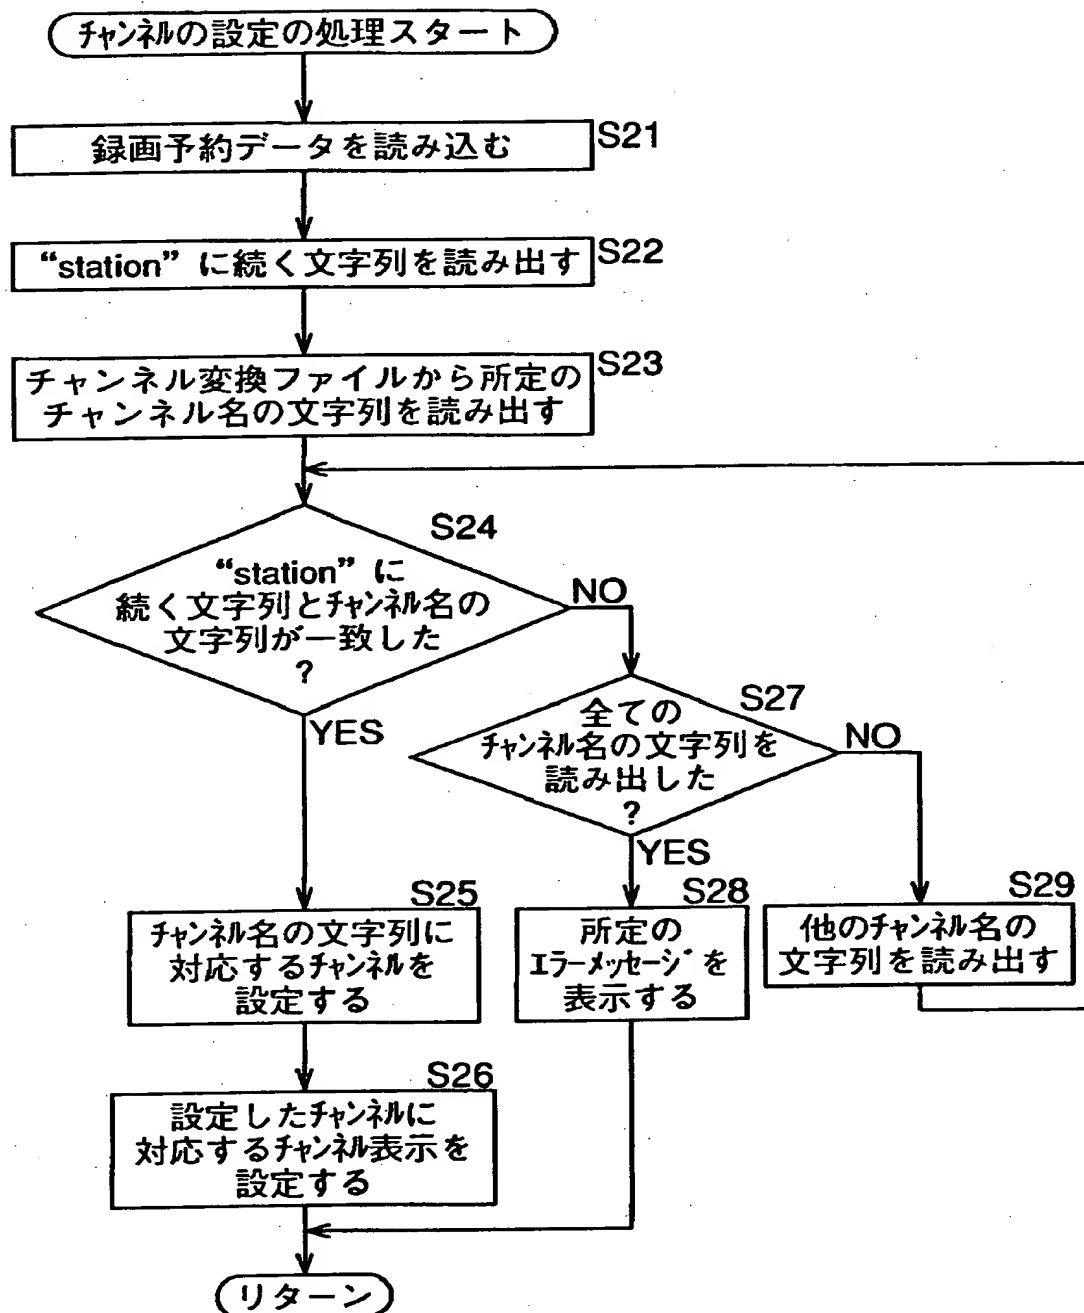 チャンネルの設定の処理スタート
録画予約データを読み込む
S21
“station”に続く文字列を読み出す
S22
S23
チャンネル変換ファイルから所定の
チャンネル名の文字列を読み出す
S24
“station”に
続く文字列とチャンネル名の
文字列が一致した
?
NO
YES
S27
全ての
チャンネル名の文字列を
読み出した
?
NO
YES
S25
チャンネル名の文字列に
対応するチャンネルを
設定する
S28
所定の
エラーメッセージを
表示する
S29
他のチャンネル名の
文字列を読み出す
S26
設定したチャンネルに
対応するチャンネル表示を
設定する
リターン